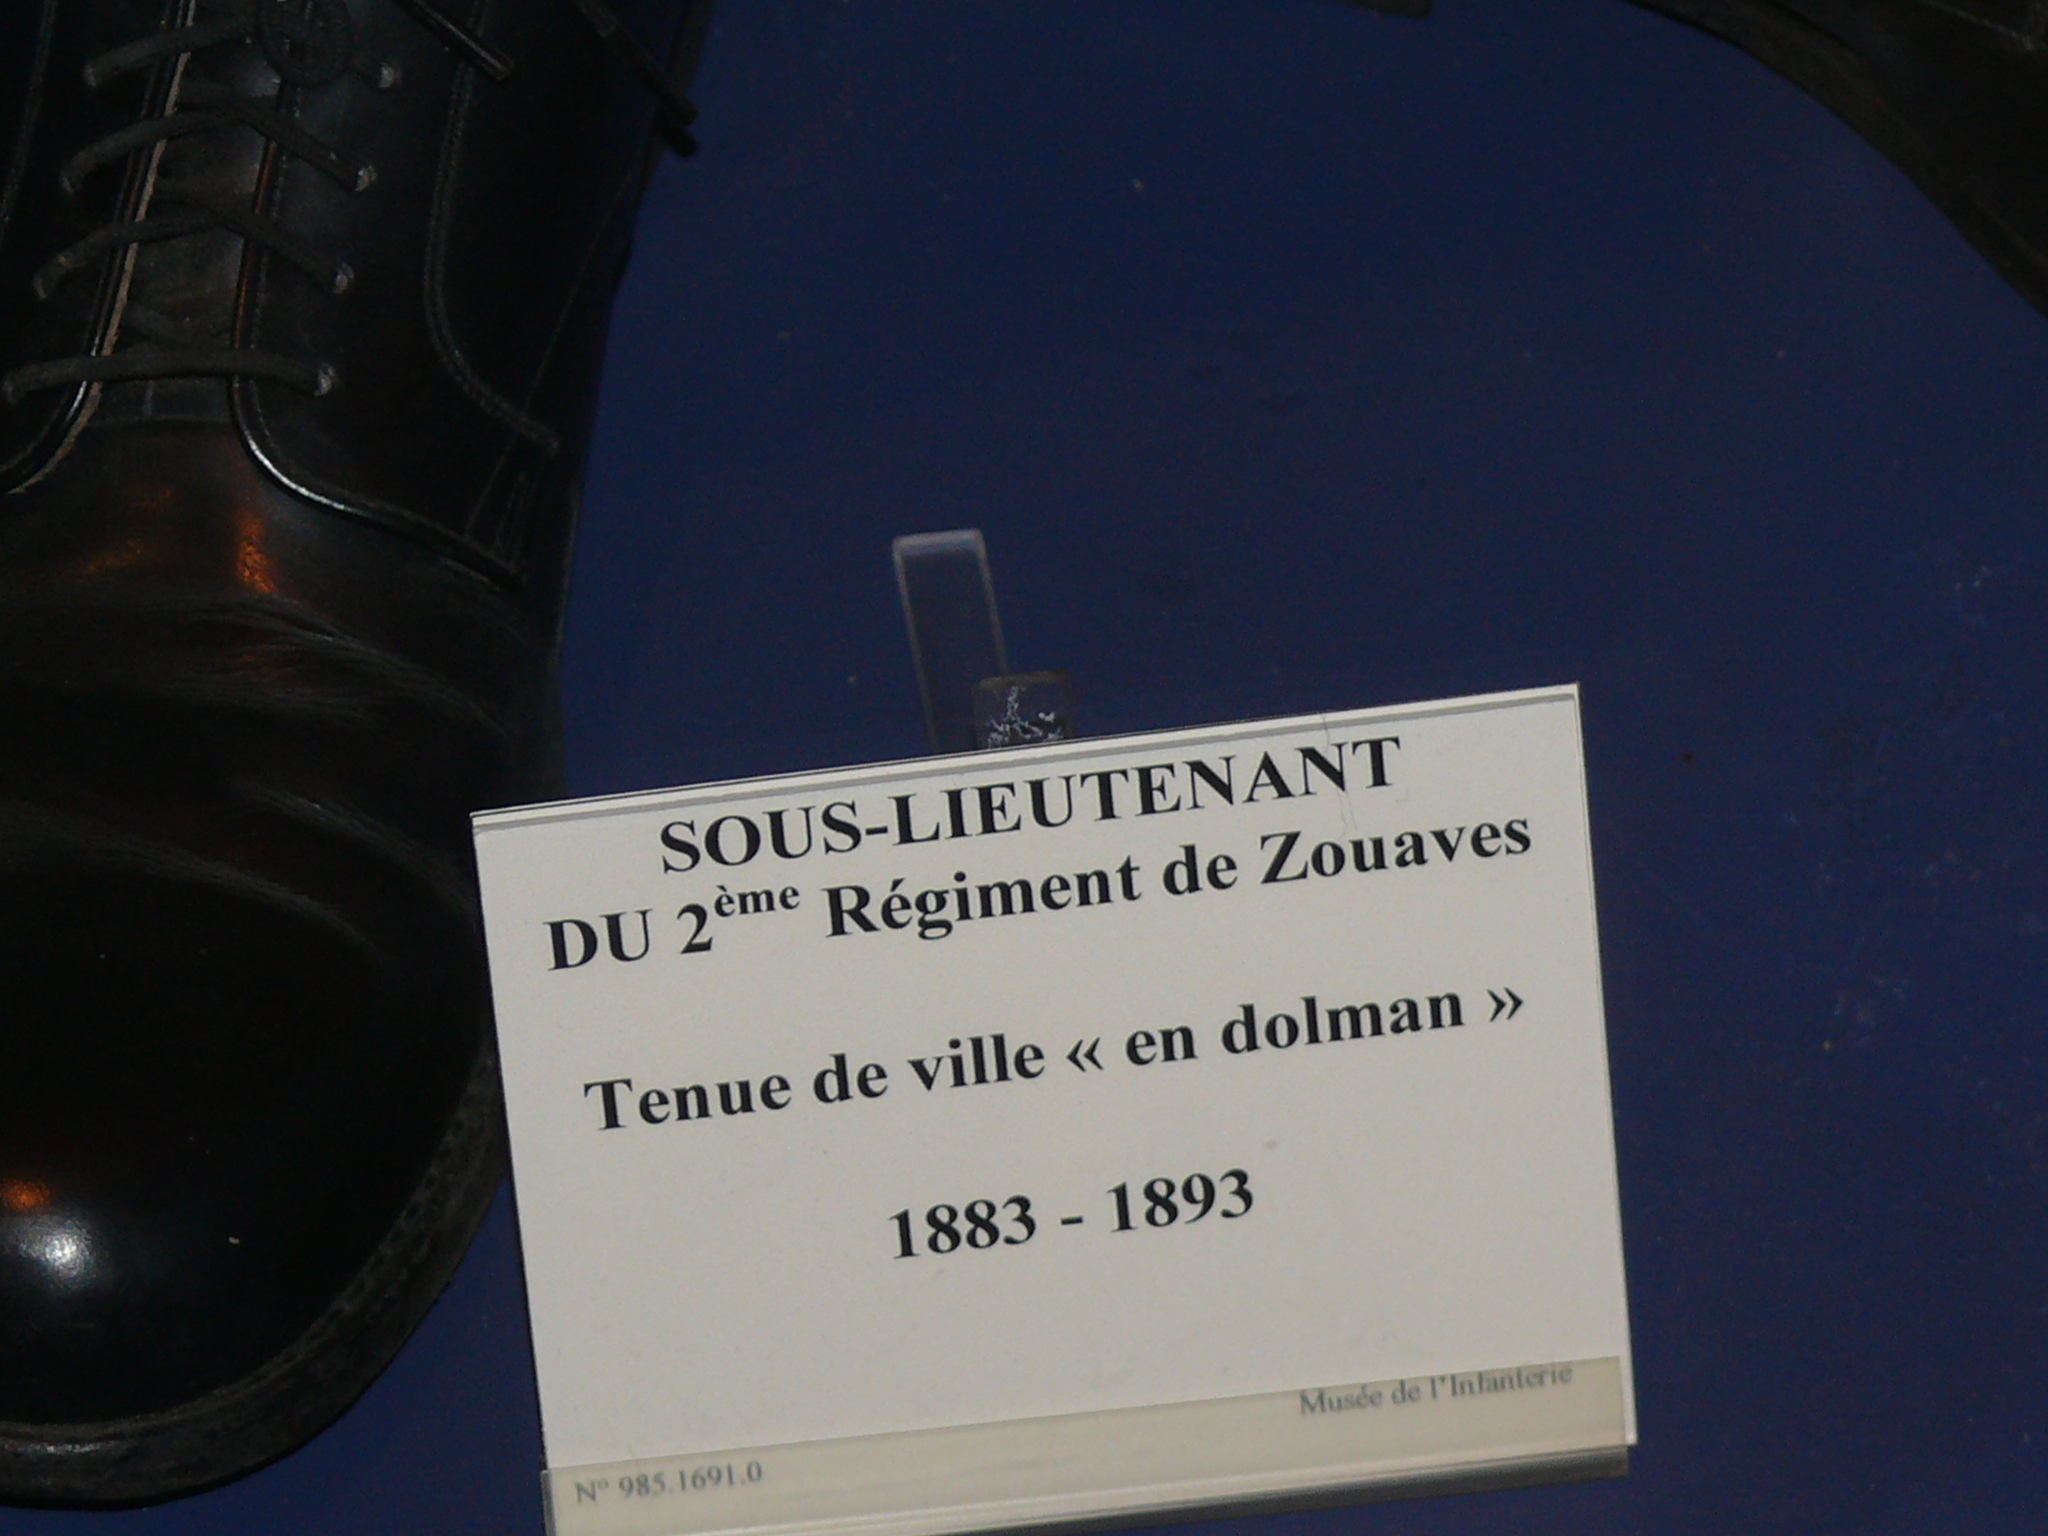 SOUS-LIEUTENANT
DU 2ème Régiment de Zouaves
Tenue de ville « en dolman »
1883 - 1893
Musée de l'Infanterie
N° 985.1691.0